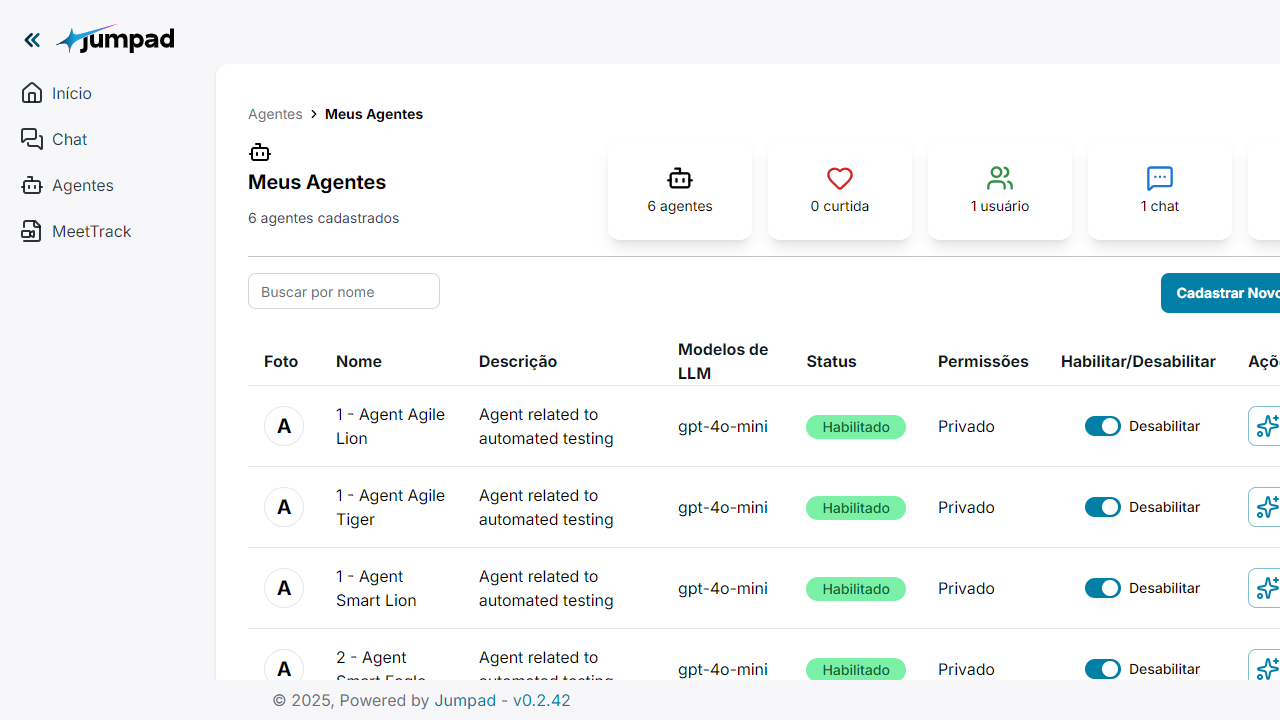 jumpad
Início
Chat
Agentes
MeetTrack
Agentes > Meus Agentes
Meus Agentes
6 agentes cadastrados
6 agentes
0 curtida
1 usuário
1 chat
Buscar por nome
Cadastrar Novo
Foto Nome Descrição Modelos de LLM Status Permissões Habilitar/Desabilitar Açõ
A 1 - Agent Agile Lion Agent related to automated testing gpt-4o-mini Habilitado Privado Desabilitar
A 1 - Agent Agile Tiger Agent related to automated testing gpt-4o-mini Habilitado Privado Desabilitar
A 1 - Agent Smart Lion Agent related to automated testing gpt-4o-mini Habilitado Privado Desabilitar
A 2 - Agent Smart Eagle Agent related to automated testing gpt-4o-mini Habilitado Privado Desabilitar
© 2025, Powered by Jumpad - v0.2.42